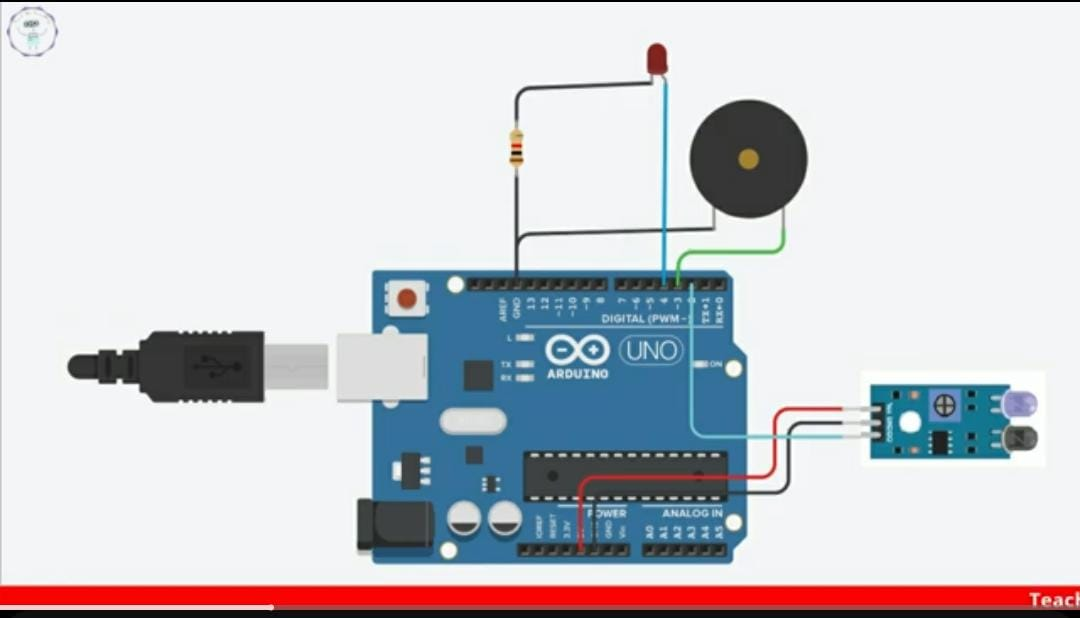 AREF
GND
13
12
~11
~10
~9
8
7
~6
~5
4
~3
2
TX→1
RX←0
DIGITAL (PWM~)
L
TX
RX
ARDUINO
UNO
ON
IOREF
RESET
3.3V
POWER
GND
Vin
ANALOG IN
A0
A1
A2
A3
A4
A5
Teach